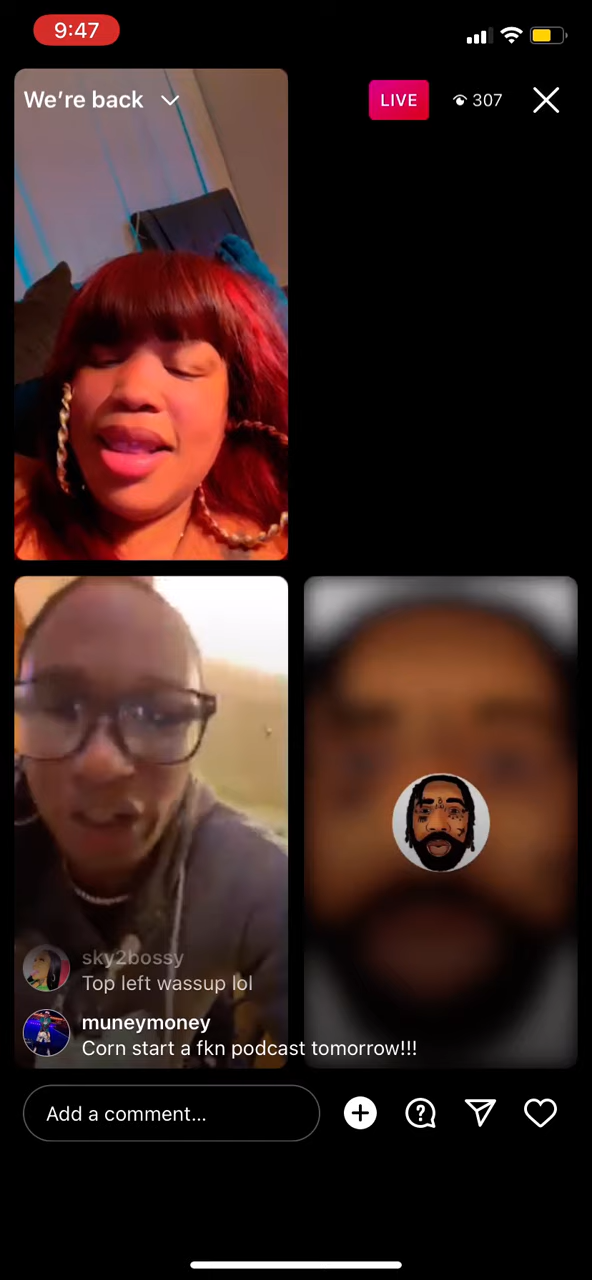 9:47
We’re back
LIVE
307
sky2bossy
Top left wassup lol
muneymoney
Corn start a fkn podcast tomorrow!!!
Add a comment...